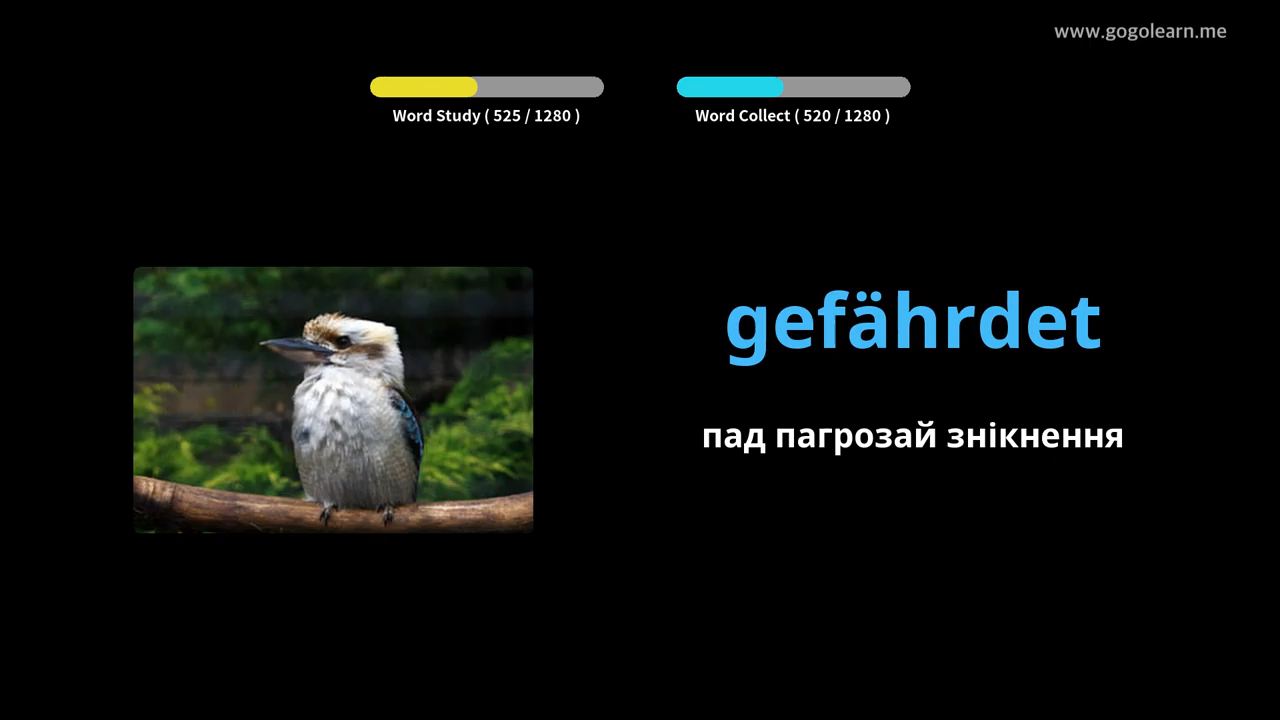 www.gogolearn.me
Word Study ( 525 / 1280 )
Word Collect ( 520 / 1280 )
gefährdet
пад пагрозай знікнення